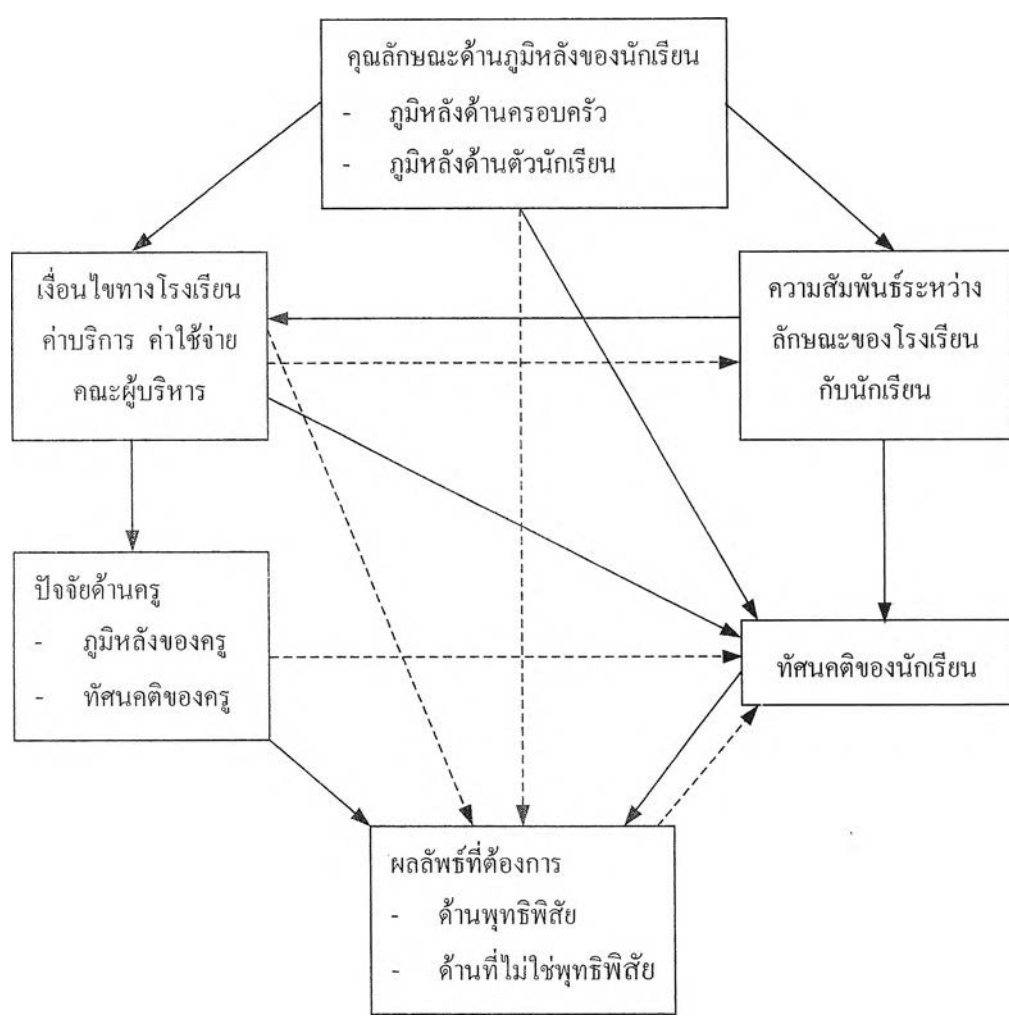 คุณลักษณะด้านภูมิหลังของนักเรียน
- ภูมิหลังด้านครอบครัว
- ภูมิหลังด้านตัวนักเรียน
เงื่อนไขทางโรงเรียน
ค่าบริการ ค่าใช้จ่าย
คณะผู้บริหาร
ความสัมพันธ์ระหว่าง
ลักษณะของโรงเรียน
กับนักเรียน
ปัจจัยด้านครู
- ภูมิหลังของครู
- ทัศนคติของครู
ทัศนคติของนักเรียน
ผลลัพธ์ที่ต้องการ
- ด้านพุทธิพิสัย
- ด้านที่ไม่ใช่พุทธิพิสัย